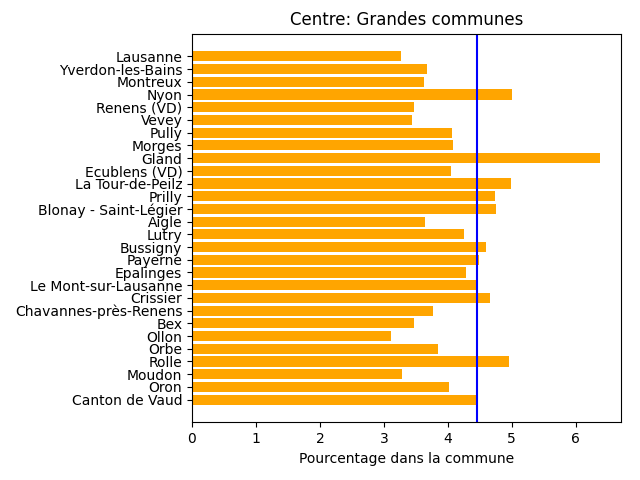 Centre: Grandes communes
Lausanne
Yverdon-les-Bains
Montreux
Nyon
Renens (VD)
Vevey
Pully
Morges
Gland
Ecublens (VD)
La Tour-de-Peilz
Prilly
Blonay - Saint-Légier
Aigle
Lutry
Bussigny
Payerne
Epalinges
Le Mont-sur-Lausanne
Crissier
Chavannes-près-Renens
Bex
Ollon
Orbe
Rolle
Moudon
Oron
Canton de Vaud
0 1 2 3 4 5 6
Pourcentage dans la commune